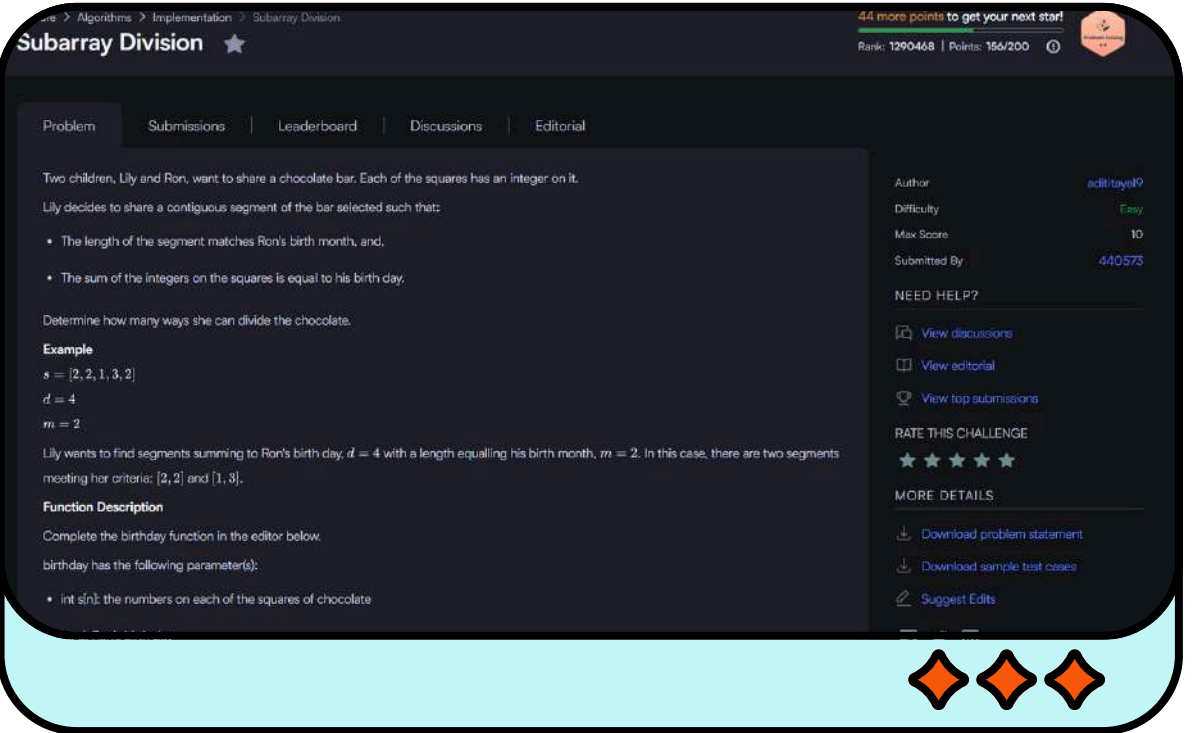 > Algorithms > Implementation > Subarray Division
Subarray Division
44 more points to get your next star!
Rank: 1290468 | Points: 156/200
Problem Submissions Leaderboard Discussions Editorial
Two children, Lily and Ron, want to share a chocolate bar. Each of the squares has an integer on it.
Lily decides to share a contiguous segment of the bar selected such that:
• The length of the segment matches Ron's birth month, and,
• The sum of the integers on the squares is equal to his birth day.
Determine how many ways she can divide the chocolate.
Example
s = [2, 2, 1, 3, 2]
d = 4
m = 2
Lily wants to find segments summing to Ron's birth day, d = 4 with a length equalling his birth month, m = 2. In this case, there are two segments
meeting her criteria: [2, 2] and [1, 3].
Function Description
Complete the birthday function in the editor below.
birthday has the following parameter(s):
• int s[n]: the numbers on each of the squares of chocolate
Author
Difficulty Easy
Max Score 10
Submitted By 440573
NEED HELP?
View discussions
View editorial
View top submissions
RATE THIS CHALLENGE
MORE DETAILS
Download problem statement
Download sample test cases
Suggest Edits